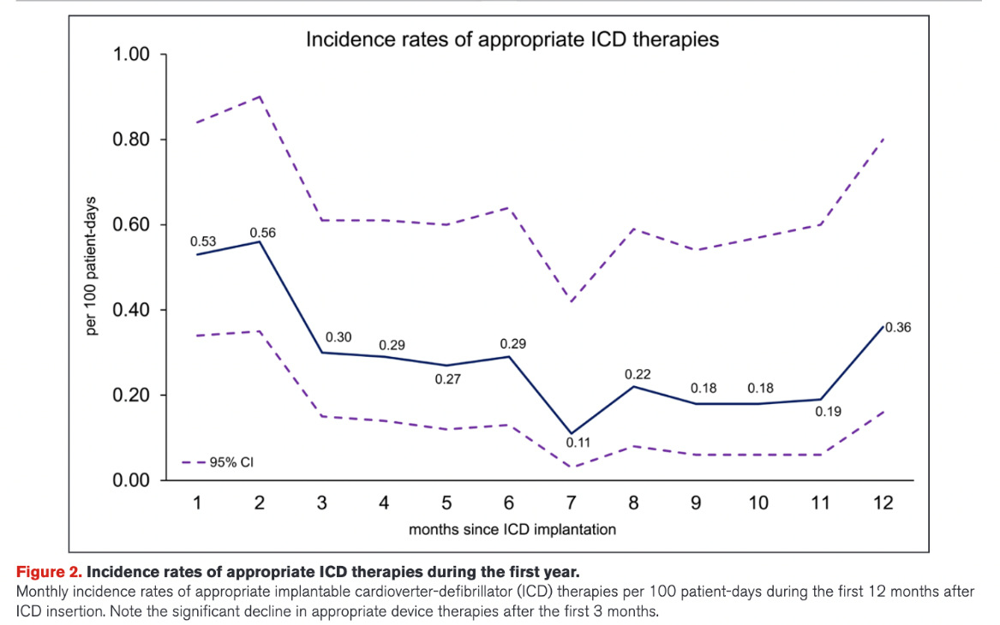 Incidence rates of appropriate ICD therapies
1.00
0.80
0.60
0.40
0.20
0.00
per 100 patient-days
0.53
0.56
0.30
0.29
0.27
0.29
0.11
0.22
0.18
0.18
0.19
0.36
95% CI
1 2 3 4 5 6 7 8 9 10 11 12
months since ICD implantation
Figure 2. Incidence rates of appropriate ICD therapies during the first year.
Monthly incidence rates of appropriate implantable cardioverter-defibrillator (ICD) therapies per 100 patient-days during the first 12 months after
ICD insertion. Note the significant decline in appropriate device therapies after the first 3 months.